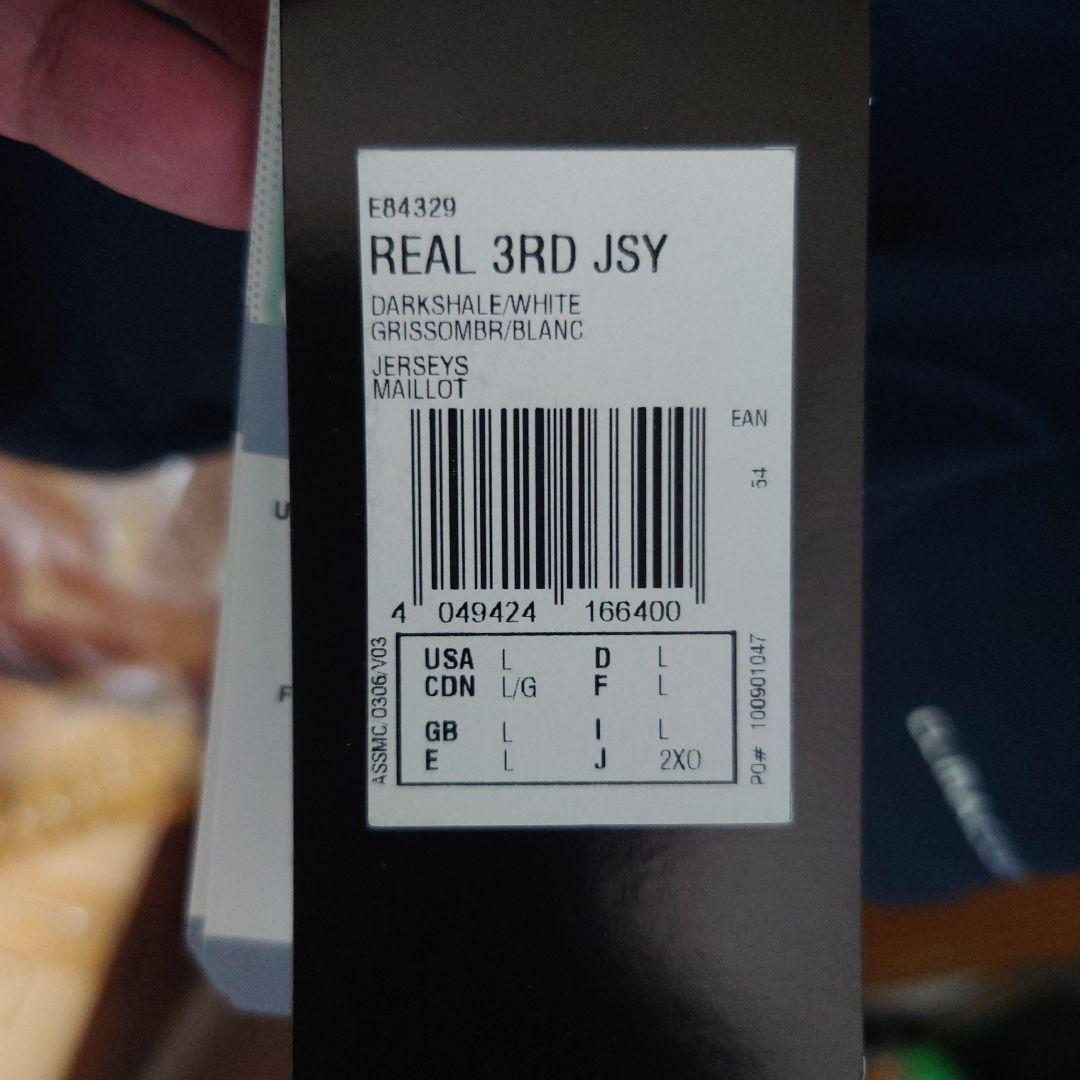 E84329
REAL 3RD JSY
DARKSHALE/WHITE
GRISSOMBR/BLANC
JERSEYS
MAILLOT
EAN
54
4 049424 166400
USA L D L
CDN L/G F L
GB L I L
E L J 2XO
ASSMC/0306/V03
PO# 100901047
U
F